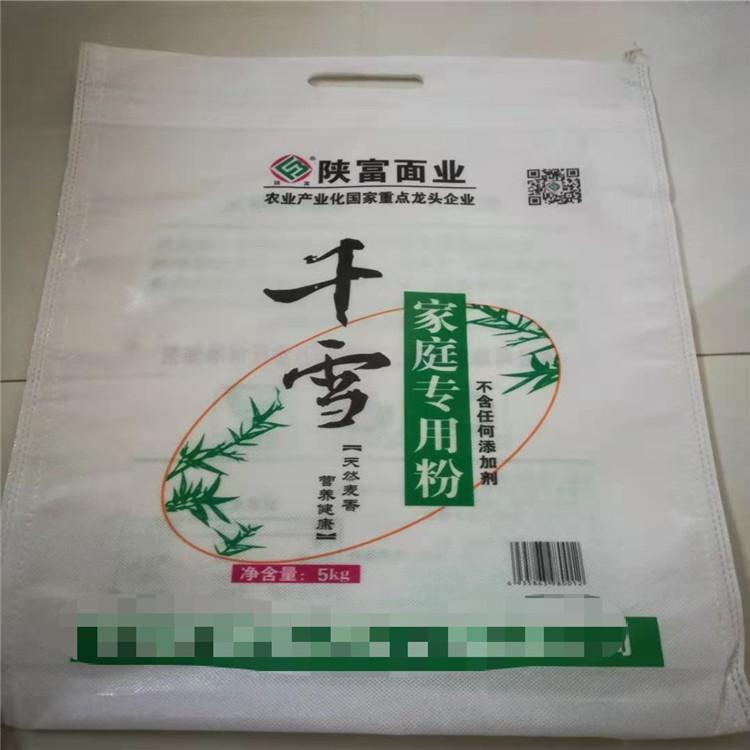 陕富面业
陕 富
®
农业产业化国家重点龙头企业
千雪
家庭专用粉
不含任何添加剂
【天然麦香
营养健康】
净含量：5kg